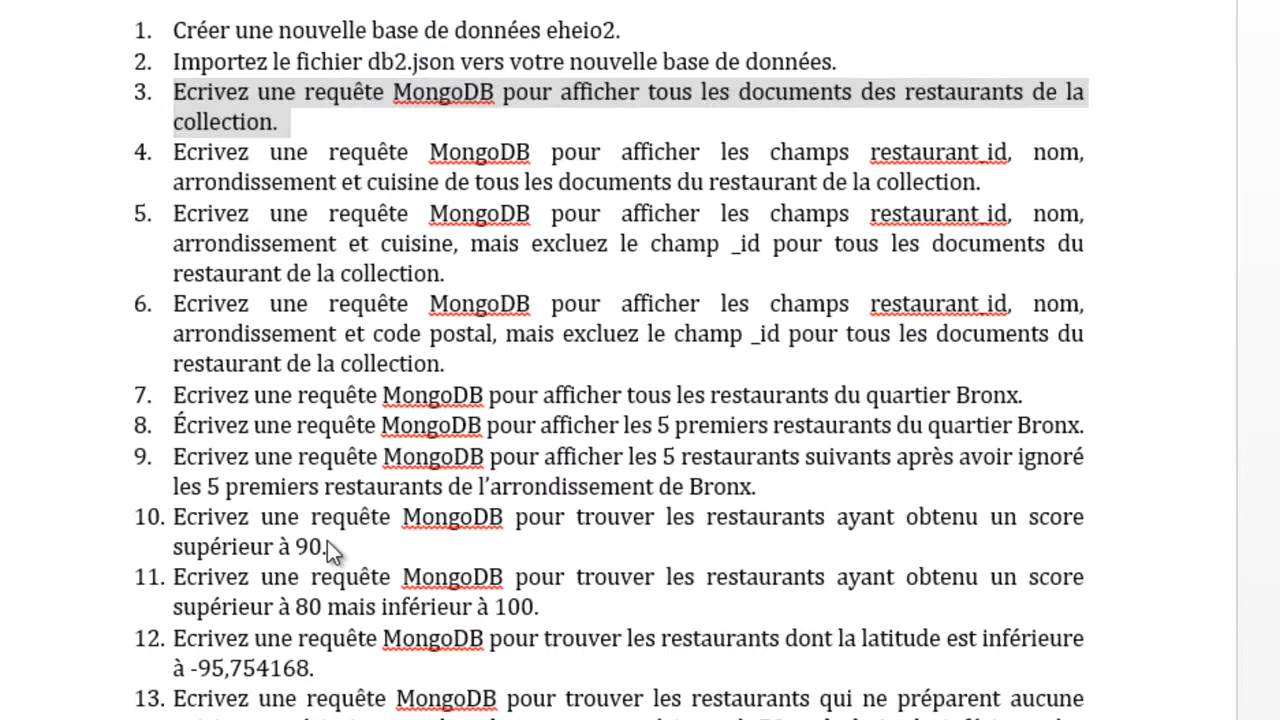 1. Créer une nouvelle base de données eheio2.
2. Importez le fichier db2.json vers votre nouvelle base de données.
3. Ecrivez une requête MongoDB pour afficher tous les documents des restaurants de la
collection.
4. Ecrivez une requête MongoDB pour afficher les champs restaurant_id, nom,
arrondissement et cuisine de tous les documents du restaurant de la collection.
5. Ecrivez une requête MongoDB pour afficher les champs restaurant_id, nom,
arrondissement et cuisine, mais excluez le champ _id pour tous les documents du
restaurant de la collection.
6. Ecrivez une requête MongoDB pour afficher les champs restaurant_id, nom,
arrondissement et code postal, mais excluez le champ _id pour tous les documents du
restaurant de la collection.
7. Ecrivez une requête MongoDB pour afficher tous les restaurants du quartier Bronx.
8. Écrivez une requête MongoDB pour afficher les 5 premiers restaurants du quartier Bronx.
9. Ecrivez une requête MongoDB pour afficher les 5 restaurants suivants après avoir ignoré
les 5 premiers restaurants de l’arrondissement de Bronx.
10. Ecrivez une requête MongoDB pour trouver les restaurants ayant obtenu un score
supérieur à 90.
11. Ecrivez une requête MongoDB pour trouver les restaurants ayant obtenu un score
supérieur à 80 mais inférieur à 100.
12. Ecrivez une requête MongoDB pour trouver les restaurants dont la latitude est inférieure
à -95,754168.
13. Ecrivez une requête MongoDB pour trouver les restaurants qui ne préparent aucune